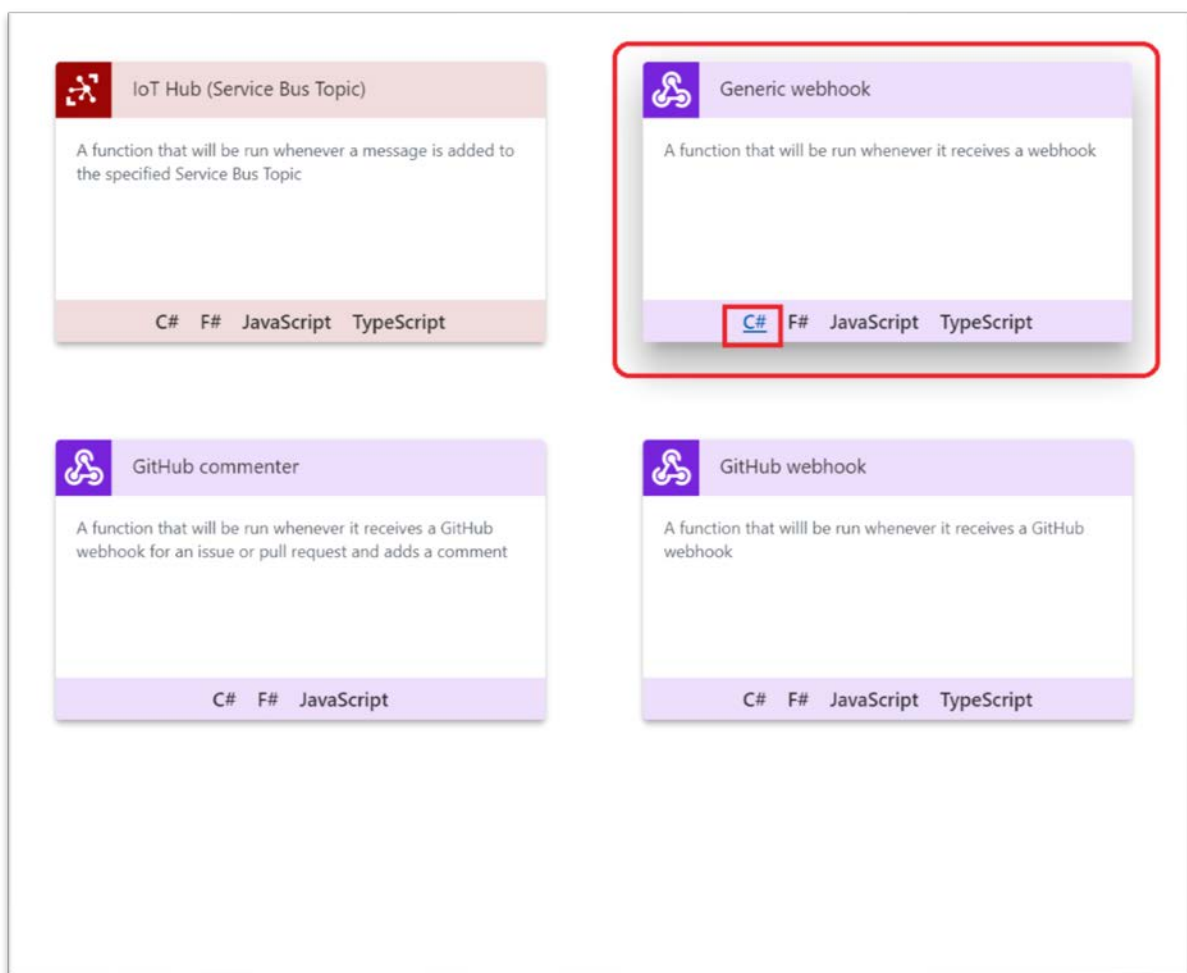 IoT Hub (Service Bus Topic)
A function that will be run whenever a message is added to
the specified Service Bus Topic
C# F# JavaScript TypeScript
Generic webhook
A function that will be run whenever it receives a webhook
C# F# JavaScript TypeScript
GitHub commenter
A function that will be run whenever it receives a GitHub
webhook for an issue or pull request and adds a comment
C# F# JavaScript
GitHub webhook
A function that willl be run whenever it receives a GitHub
webhook
C# F# JavaScript TypeScript